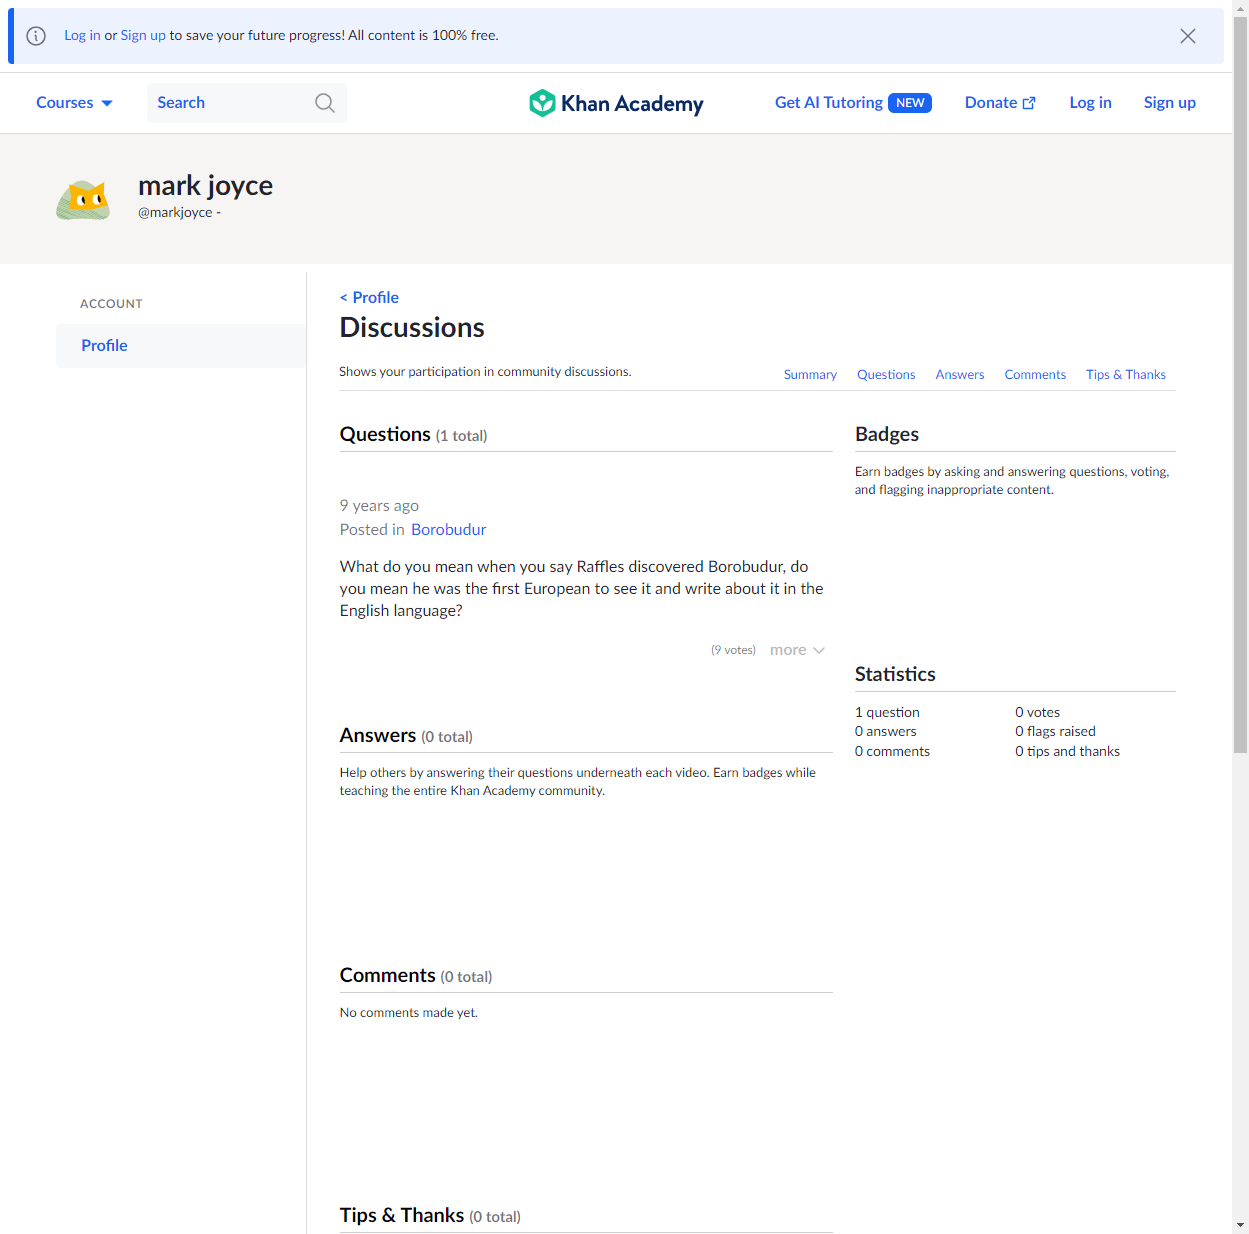 Log in or Sign up to save your future progress! All content is 100% free.
Courses
Search
Khan Academy
Get AI Tutoring NEW
Donate
Log in
Sign up
mark joyce
@markjoyce -
ACCOUNT
Profile
< Profile
Discussions
Shows your participation in community discussions.
Summary
Questions
Answers
Comments
Tips & Thanks
Questions (1 total)
9 years ago
Posted in Borobudur
What do you mean when you say Raffles discovered Borobudur, do
you mean he was the first European to see it and write about it in the
English language?
(9 votes)
more
Answers (0 total)
Help others by answering their questions underneath each video. Earn badges while
teaching the entire Khan Academy community.
Comments (0 total)
No comments made yet.
Tips & Thanks (0 total)
Badges
Earn badges by asking and answering questions, voting,
and flagging inappropriate content.
Statistics
1 question
0 votes
0 answers
0 flags raised
0 comments
0 tips and thanks